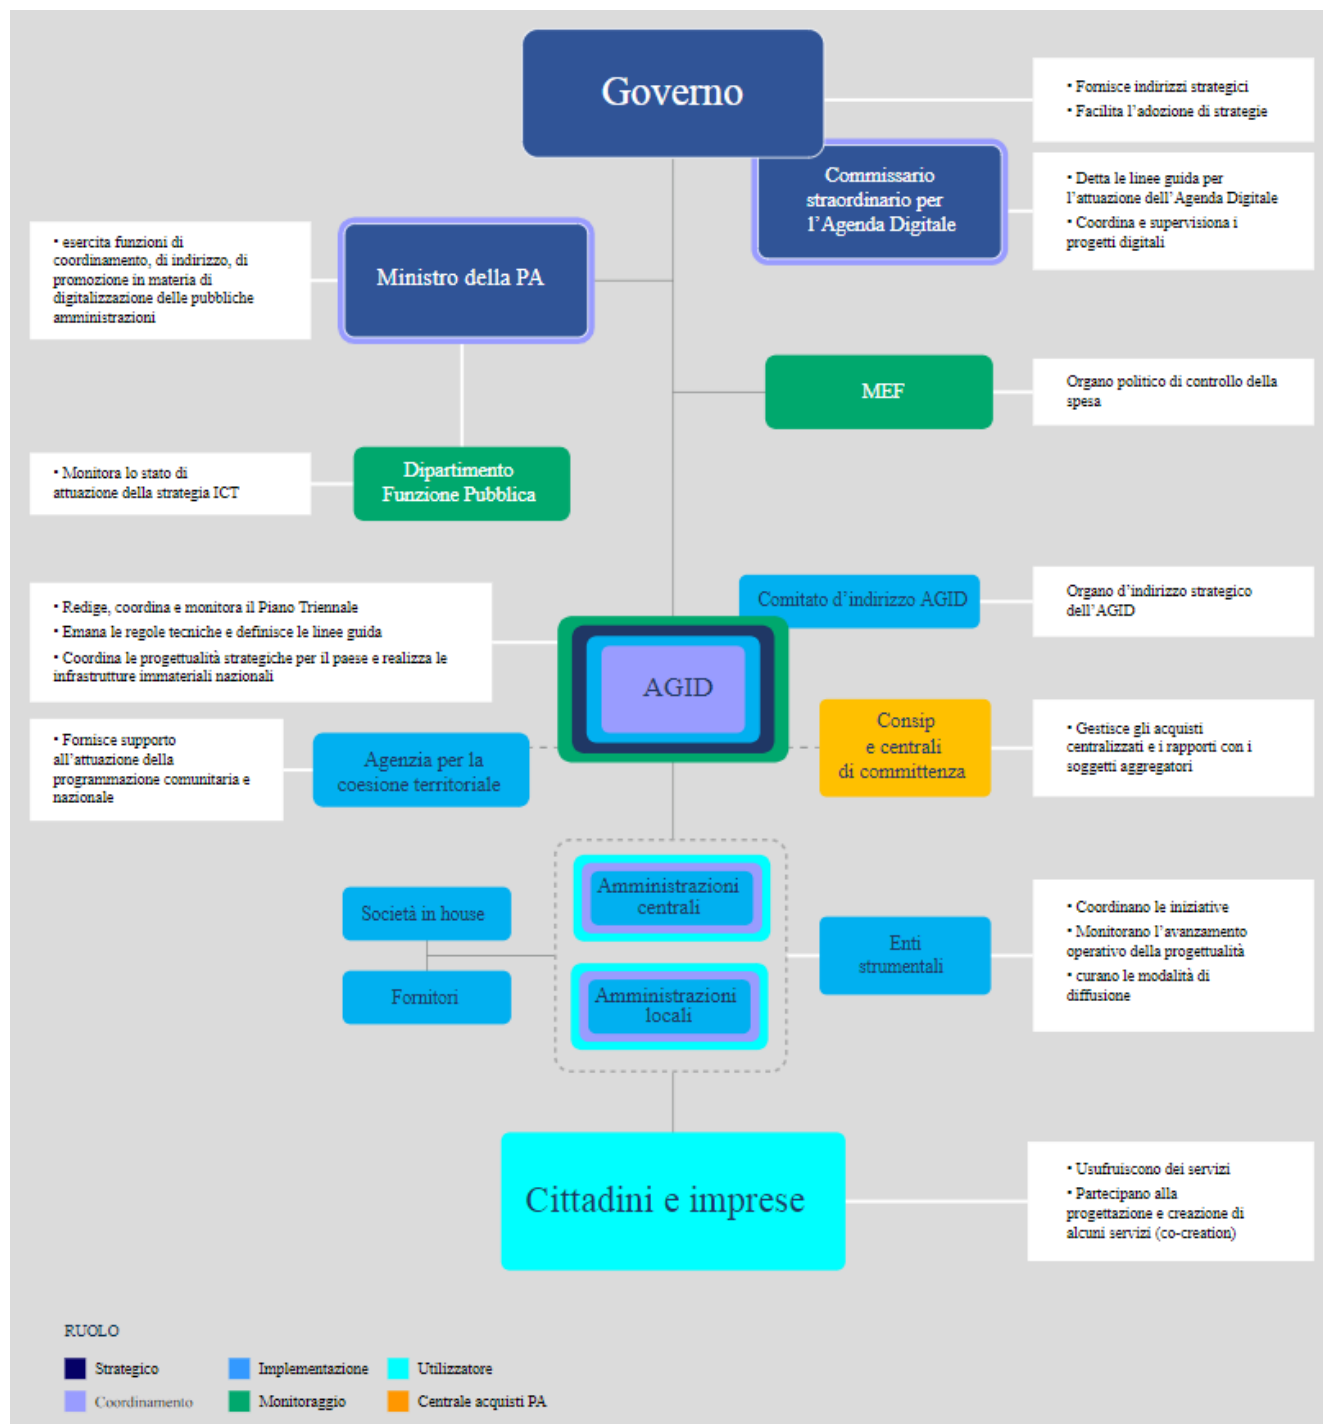 Governo
• Fornisce indirizzi strategici
• Facilita l’adozione di strategie
Commissario
straordinario per
l’Agenda Digitale
• Detta le linee guida per
l’attuazione dell’Agenda Digitale
• Coordina e supervisiona i
progetti digitali
• esercita funzioni di
coordinamento, di indirizzo, di
promozione in materia di
digitalizzazione delle pubbliche
amministrazioni
Ministro della PA
MEF
Organo politico di controllo della
spesa
• Monitora lo stato di
attuazione della strategia ICT
Dipartimento
Funzione Pubblica
• Redige, coordina e monitora il Piano Triennale
• Emana le regole tecniche e definisce le linee guida
• Coordina le progettualità strategiche per il paese e realizza le
infrastrutture immateriali nazionali
Comitato d’indirizzo AGID
Organo d’indirizzo strategico
dell’AGID
AGID
• Fornisce supporto
all’attuazione della
programmazione comunitaria e
nazionale
Agenzia per la
coesione territoriale
Consip
e centrali
di committenza
• Gestisce gli acquisti
centralizzati e i rapporti con i
soggetti aggregatori
Società in house
Fornitori
Amministrazioni
centrali
Amministrazioni
locali
Enti
strumentali
• Coordinano le iniziative
• Monitorano l’avanzamento
operativo della progettualità
• curano le modalità di
diffusione
Cittadini e imprese
• Usufruiscono dei servizi
• Partecipano alla
progettazione e creazione di
alcuni servizi (co-creation)
RUOLO
Strategico
Implementazione
Utilizzatore
Coordinamento
Monitoraggio
Centrale acquisti PA